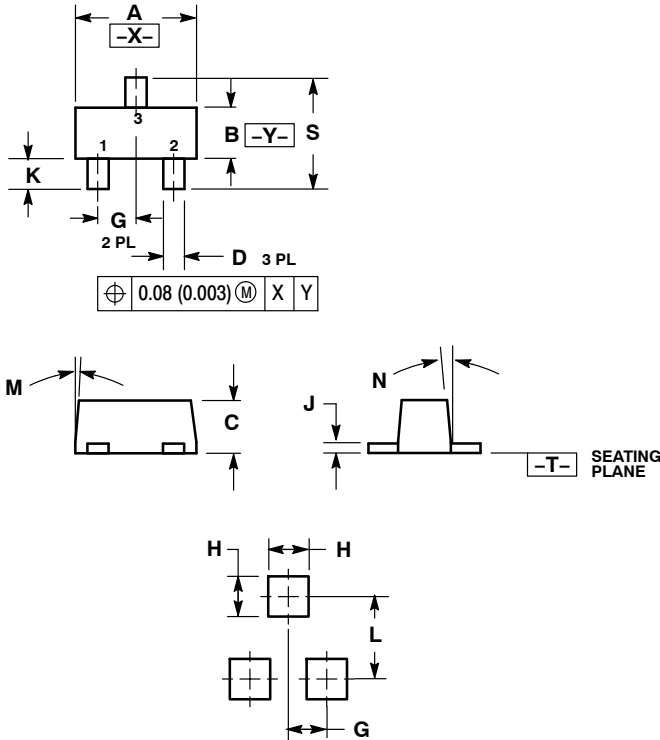 A
–X–
3
B –Y– S
1 2
K
G
2 PL
D 3 PL
⌖ 0.08 (0.003) Ⓜ X Y
M
N
J
C
–T– SEATING
PLANE
H H
L
G